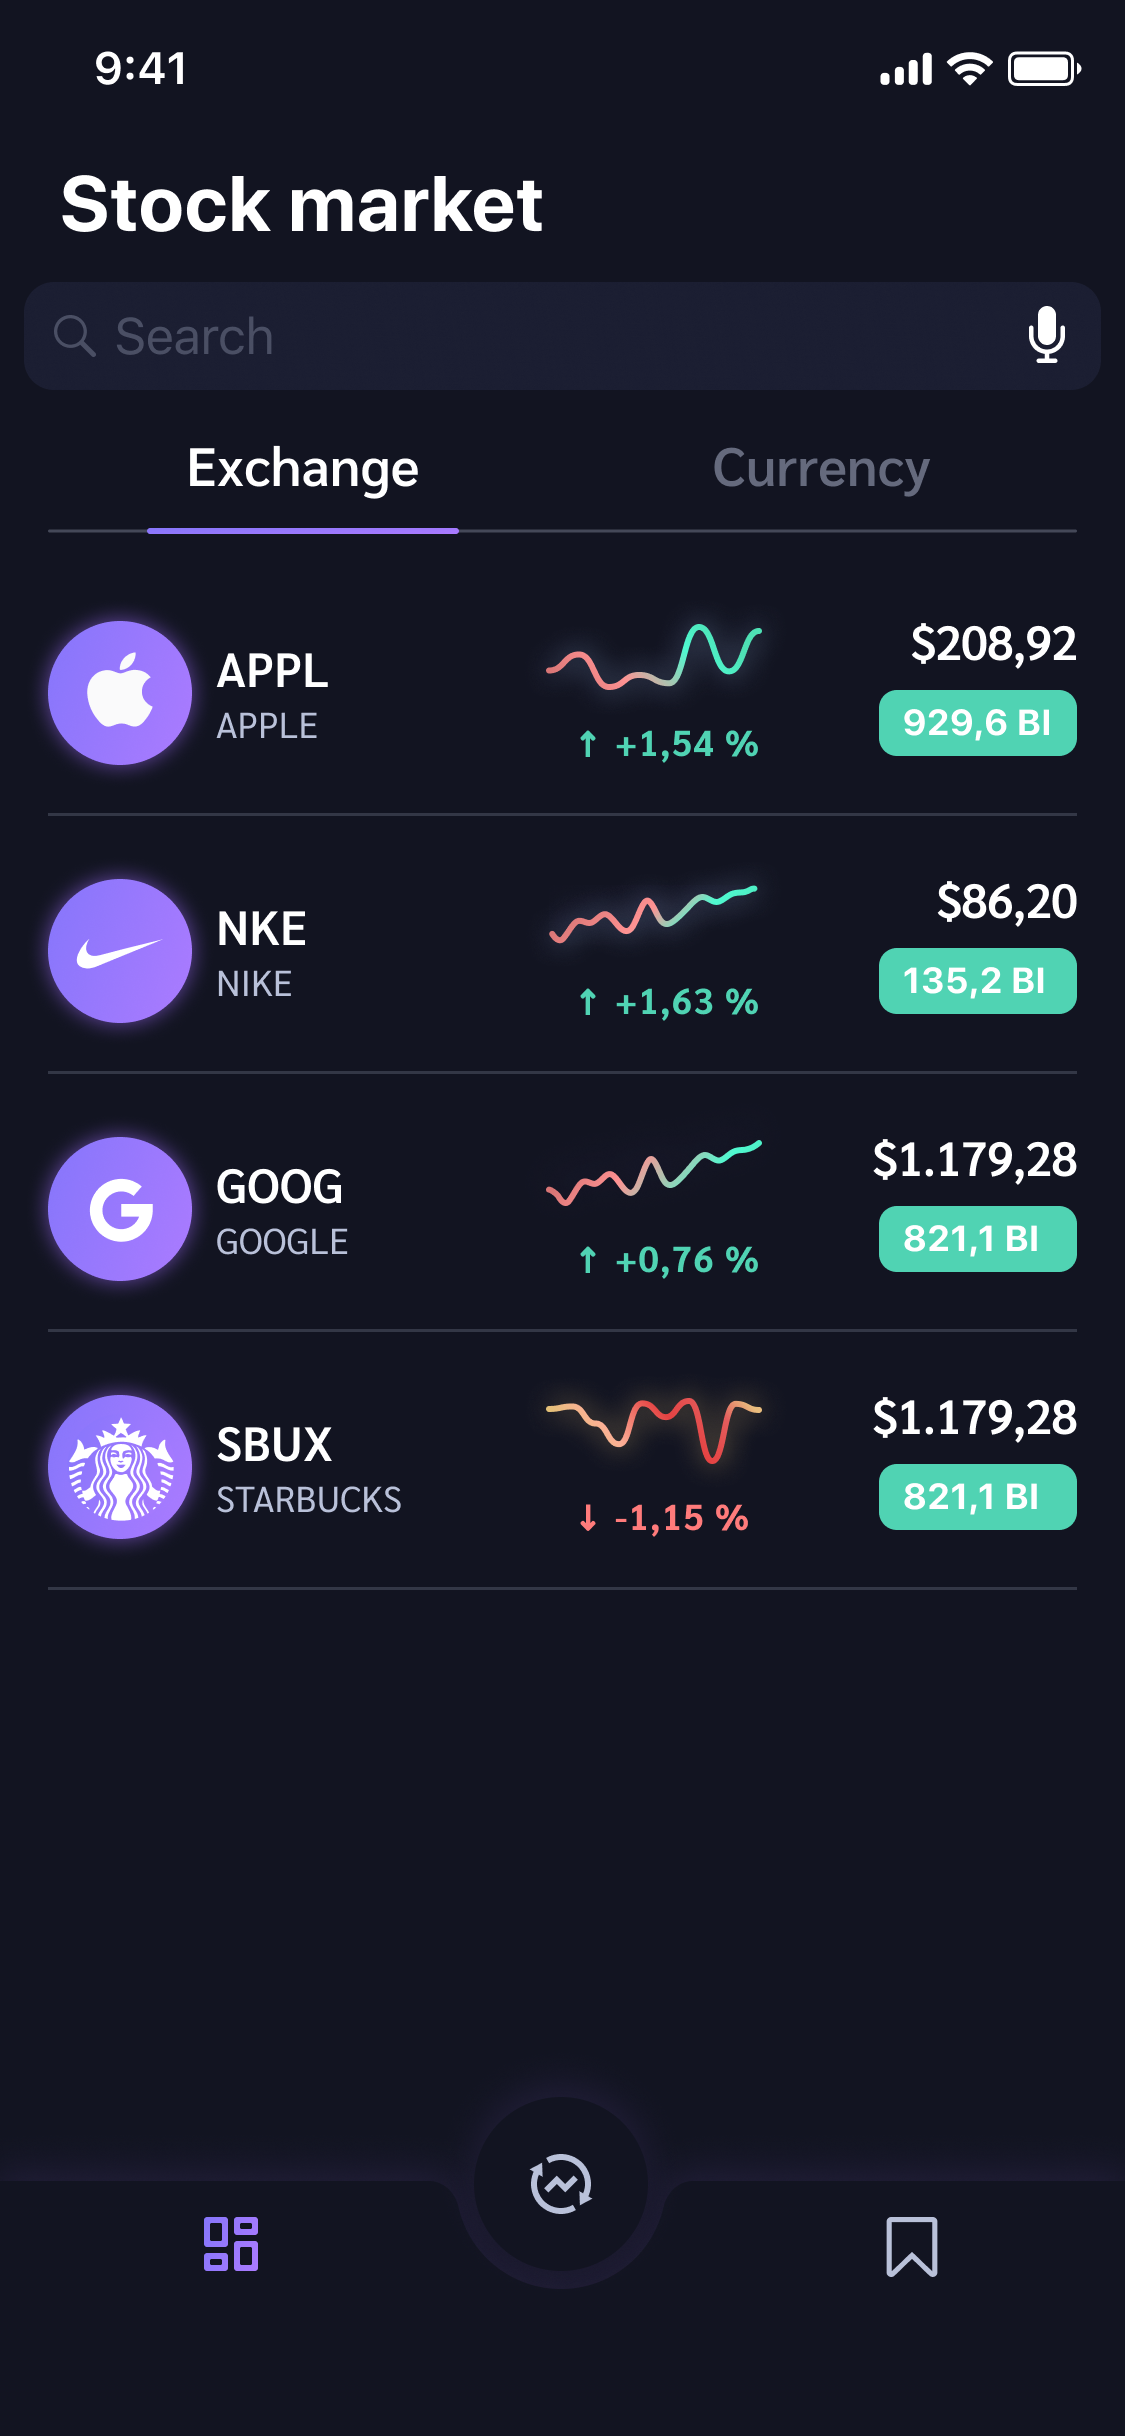 9:41
Stock market
Search
Exchange
Currency
APPL
APPLE
↑ +1,54 %
$208,92
929,6 BI
NKE
NIKE
↑ +1,63 %
$86,20
135,2 BI
GOOG
GOOGLE
↑ +0,76 %
$1.179,28
821,1 BI
SBUX
STARBUCKS
↓ -1,15 %
$1.179,28
821,1 BI